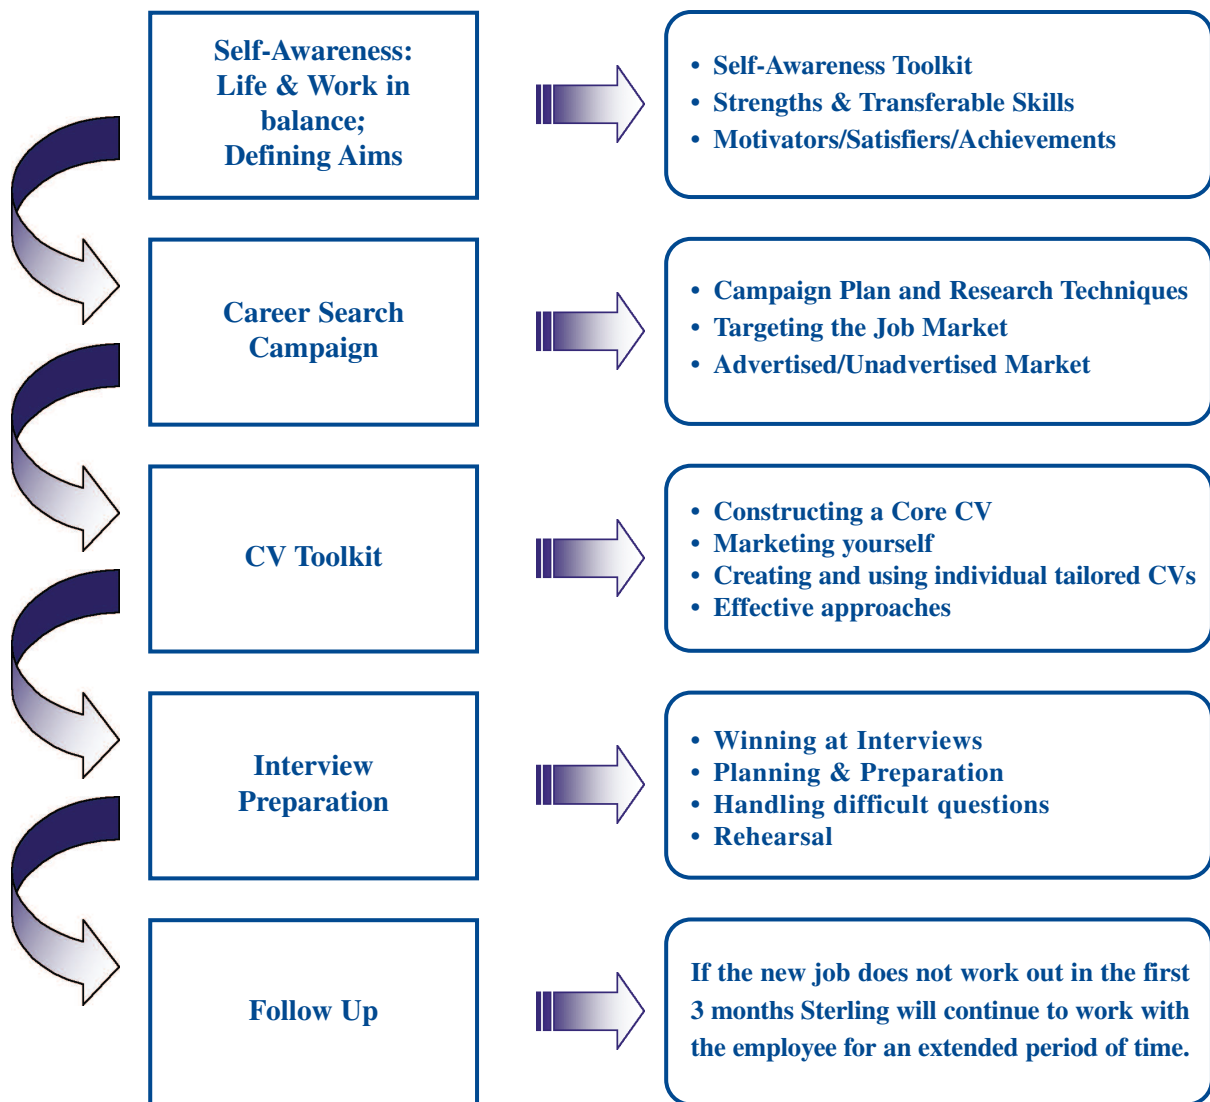 Self-Awareness:
Life & Work in
balance;
Defining Aims
• Self-Awareness Toolkit
• Strengths & Transferable Skills
• Motivators/Satisfiers/Achievements
Career Search
Campaign
• Campaign Plan and Research Techniques
• Targeting the Job Market
• Advertised/Unadvertised Market
CV Toolkit
• Constructing a Core CV
• Marketing yourself
• Creating and using individual tailored CVs
• Effective approaches
Interview
Preparation
• Winning at Interviews
• Planning & Preparation
• Handling difficult questions
• Rehearsal
Follow Up
If the new job does not work out in the first
3 months Sterling will continue to work with
the employee for an extended period of time.